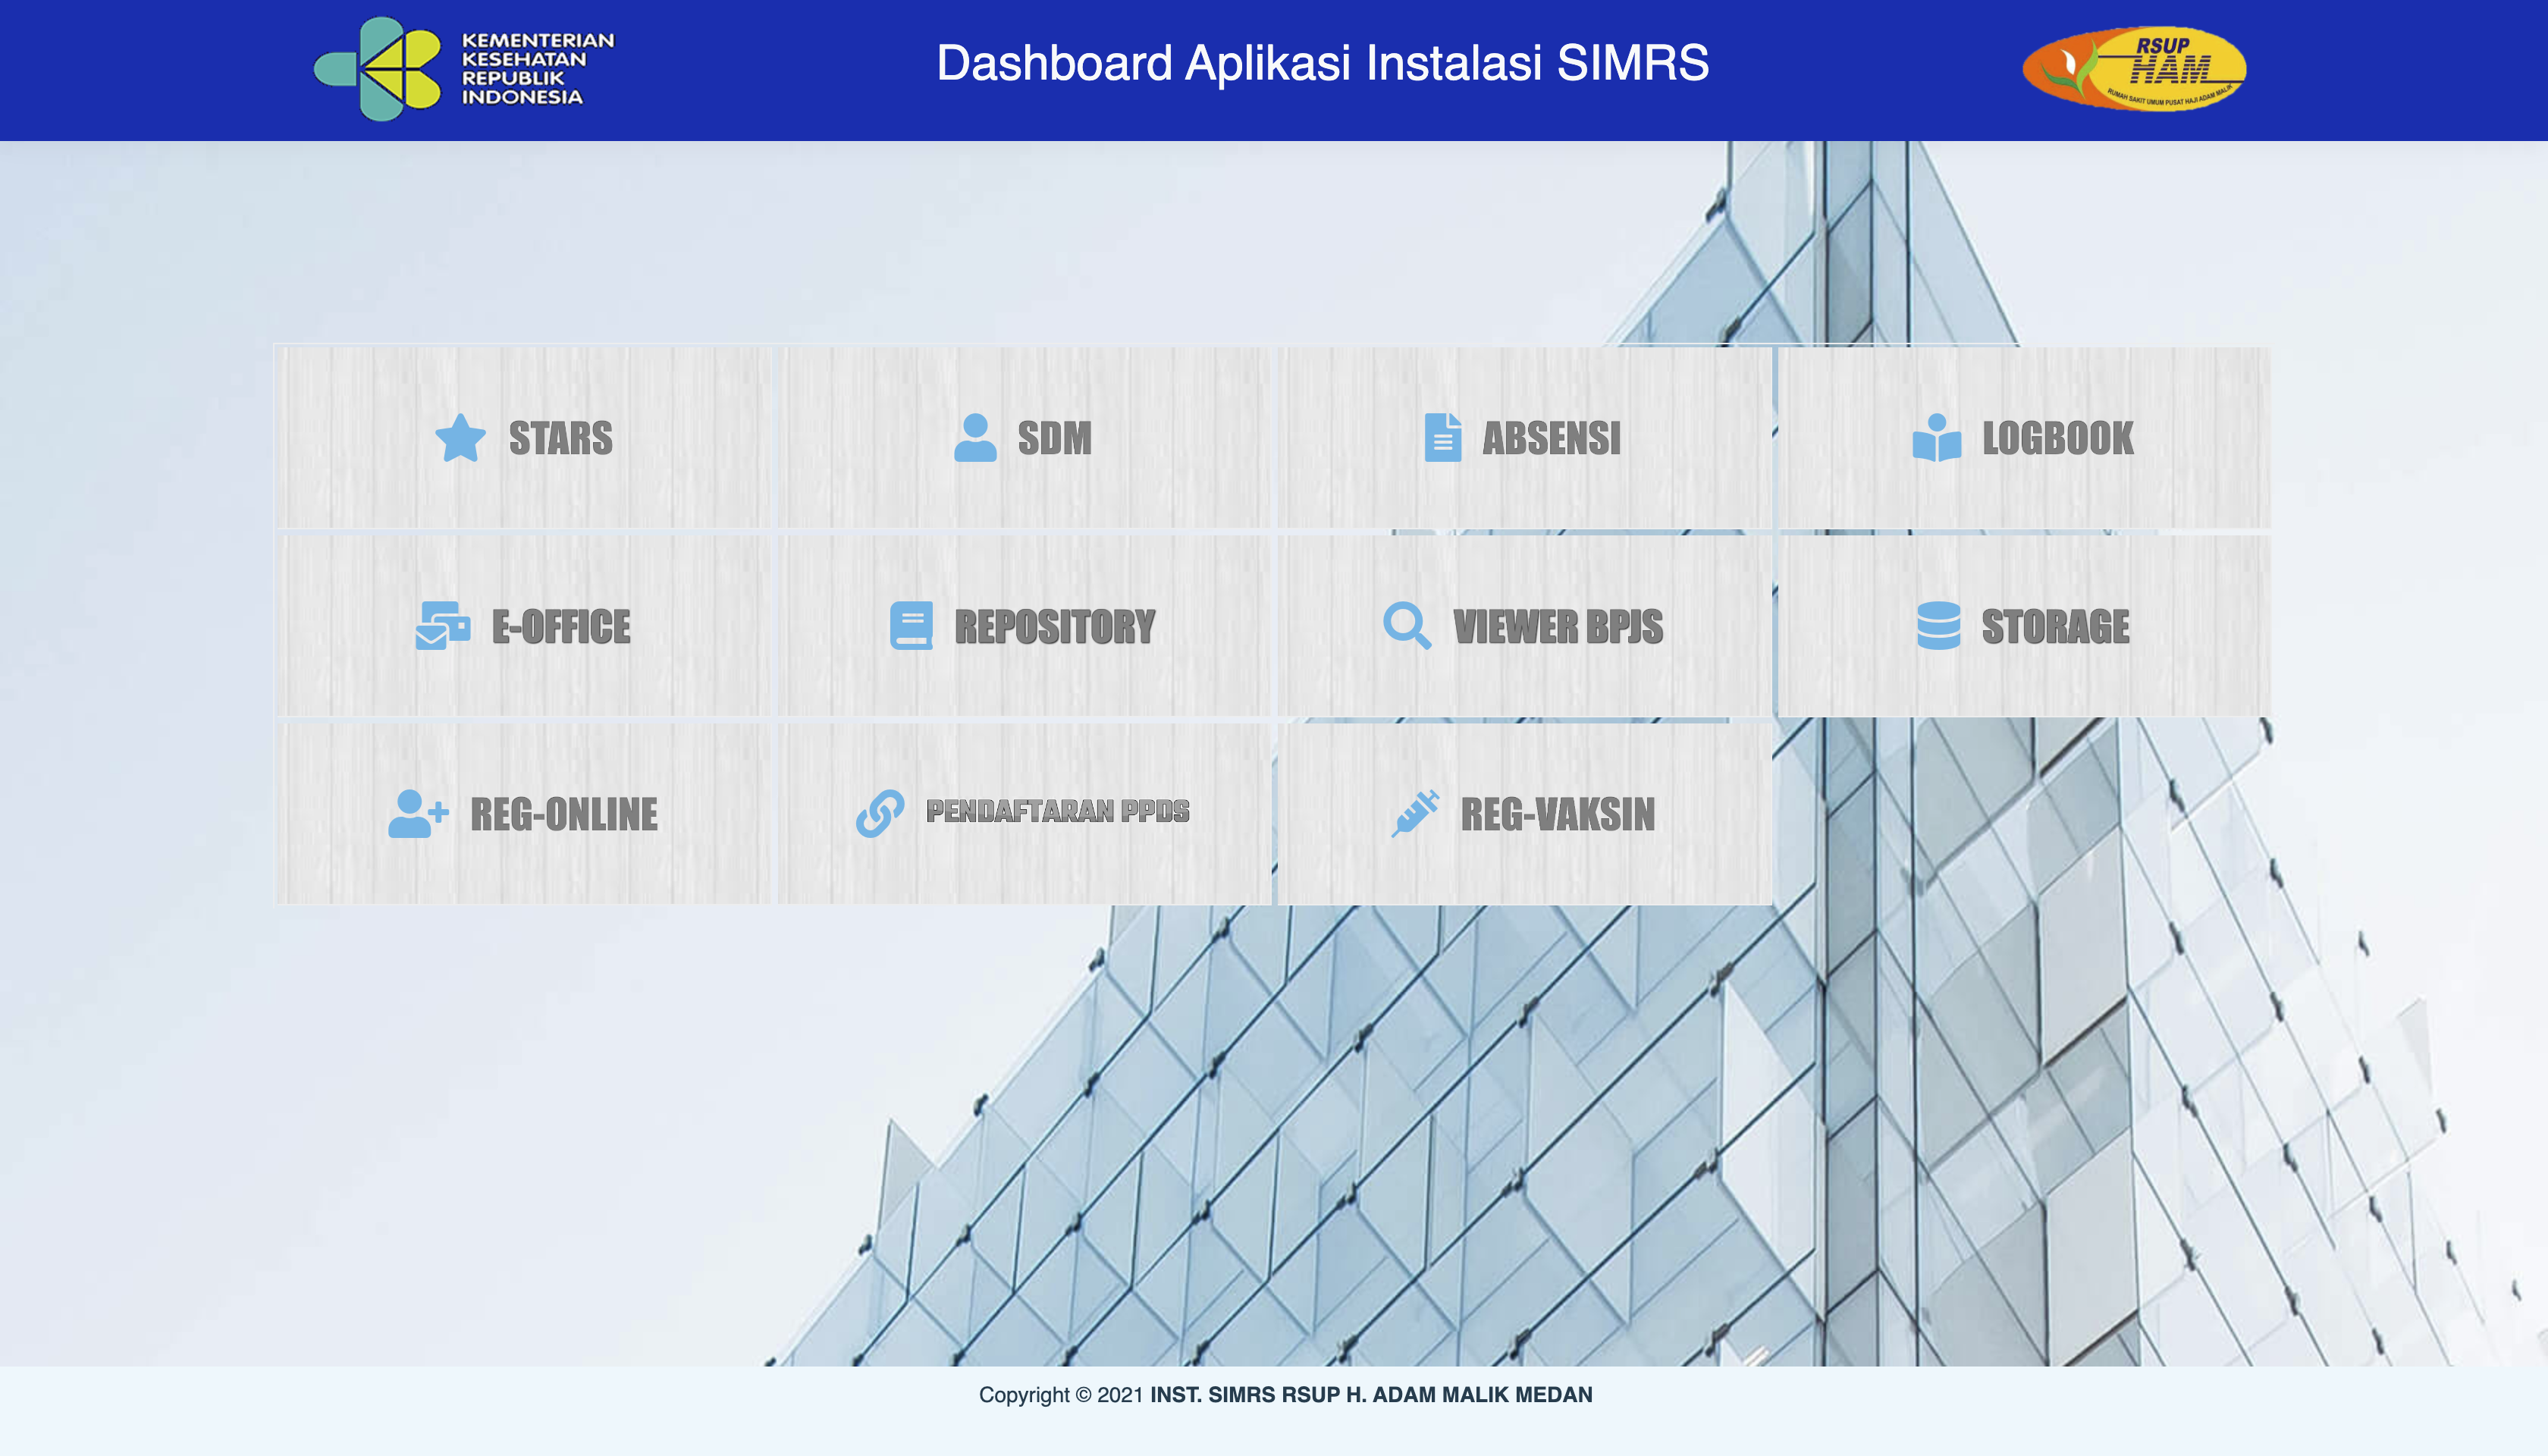 KEMENTERIAN
KESEHATAN
REPUBLIK
INDONESIA
Dashboard Aplikasi Instalasi SIMRS
RSUP
HAM
RUMAH SAKIT UMUM PUSAT HAJI ADAM MALIK
STARS
SDM
ABSENSI
LOGBOOK
E-OFFICE
REPOSITORY
VIEWER BPJS
STORAGE
REG-ONLINE
PENDAFTARAN PPDS
REG-VAKSIN
Copyright © 2021 INST. SIMRS RSUP H. ADAM MALIK MEDAN